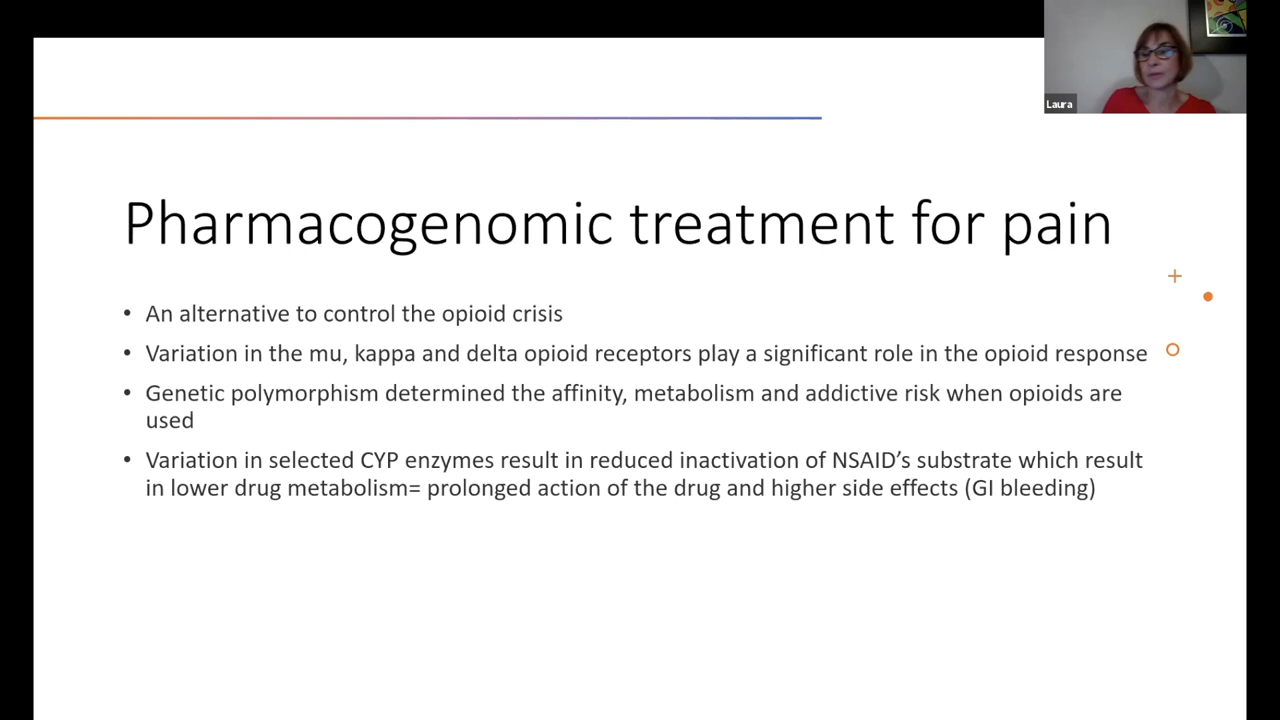 Laura
Pharmacogenomic treatment for pain
• An alternative to control the opioid crisis
• Variation in the mu, kappa and delta opioid receptors play a significant role in the opioid response
• Genetic polymorphism determined the affinity, metabolism and addictive risk when opioids are
used
• Variation in selected CYP enzymes result in reduced inactivation of NSAID’s substrate which result
in lower drug metabolism= prolonged action of the drug and higher side effects (GI bleeding)